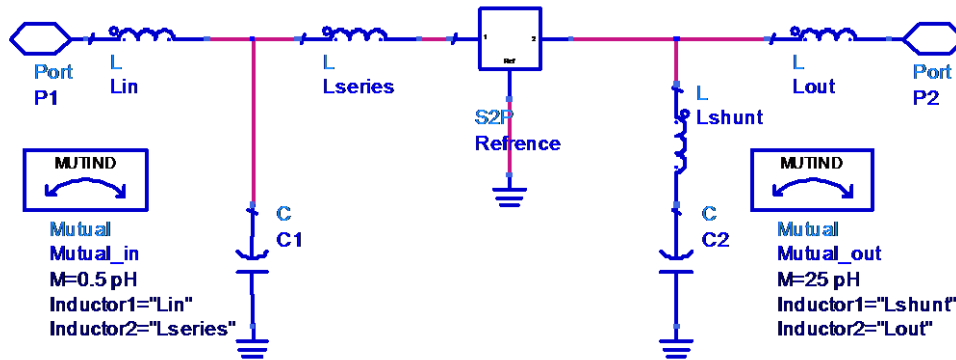 1
2
Ref
Port
P1
L
Lin
L
Lseries
S2P
Refrence
L
Lshunt
L
Lout
Port
P2
MUTIND
Mutual
Mutual_in
M=0.5 pH
Inductor1="Lin"
Inductor2="Lseries"
C
C1
C
C2
MUTIND
Mutual
Mutual_out
M=25 pH
Inductor1="Lshunt"
Inductor2="Lout"